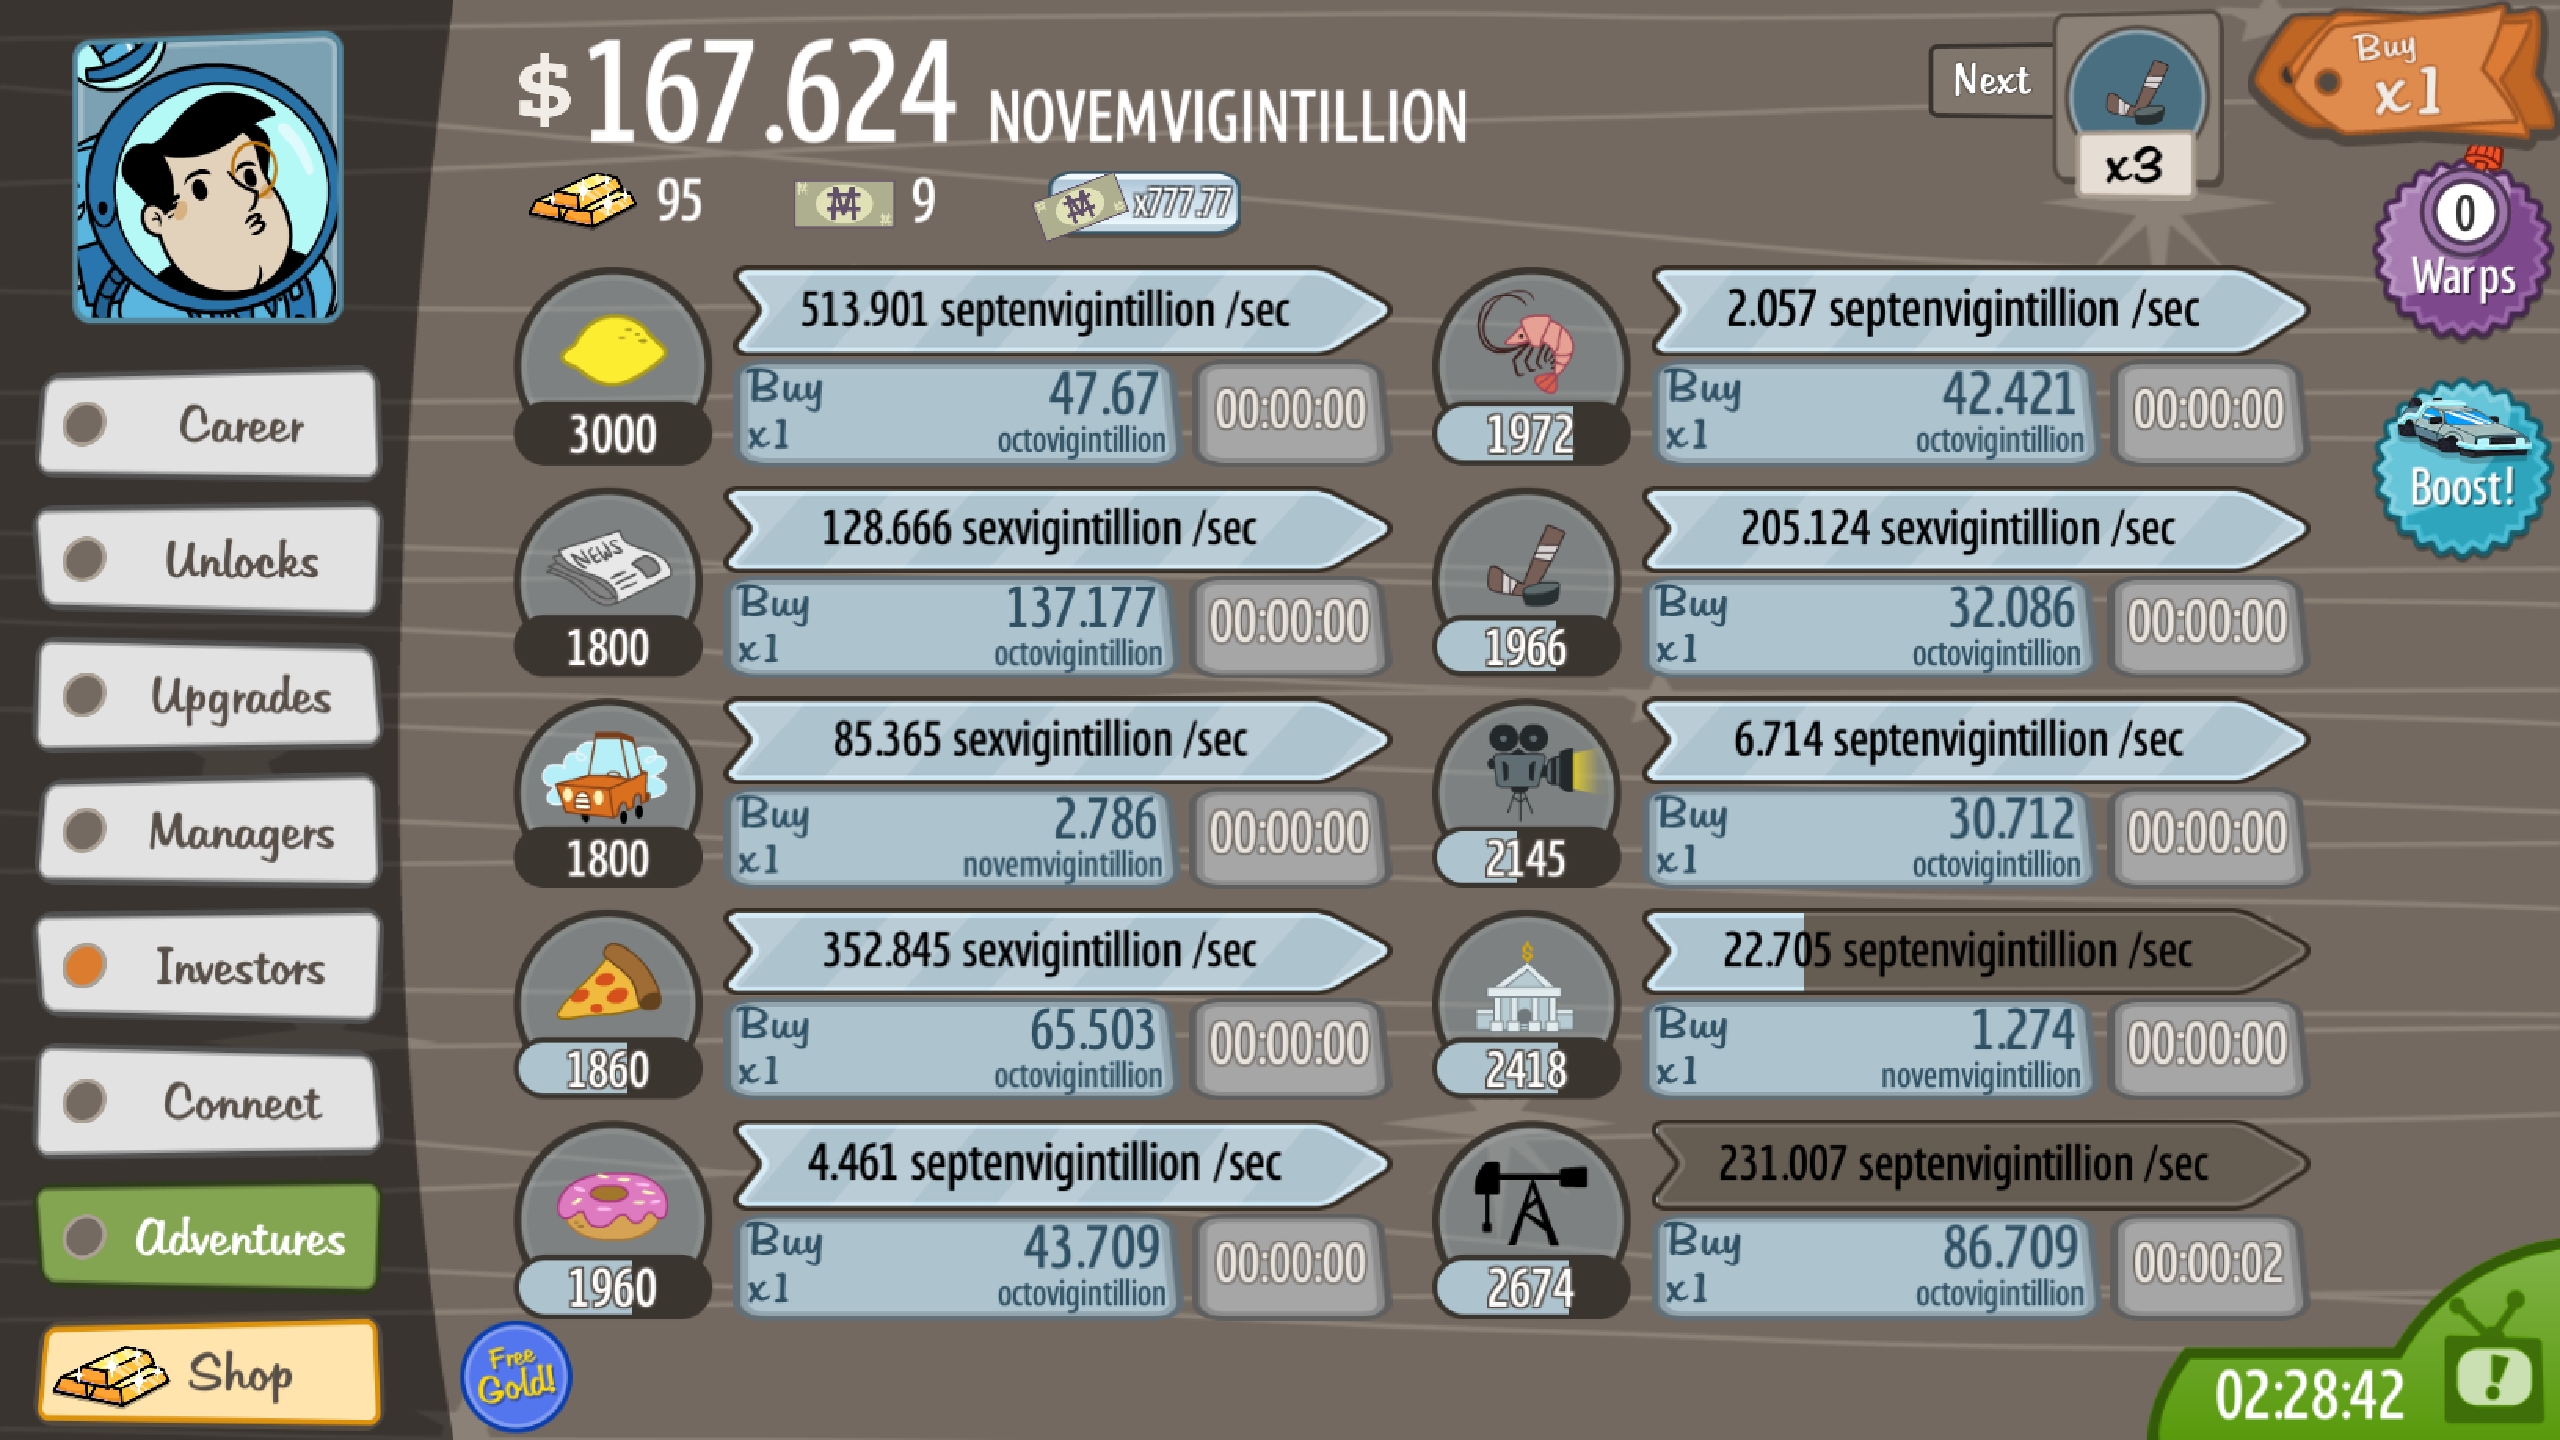 $167.624 NOVEMVIGINTILLION
Next
x3
Buy
x1
95
9
x777.77
0
Warps
Boost!
Career
Unlocks
Upgrades
Managers
Investors
Connect
Adventures
Shop
513.901 septenvigintillion /sec
3000
Buy
x1
47.67
octovigintillion
00:00:00
NEWS
128.666 sexvigintillion /sec
1800
Buy
x1
137.177
octovigintillion
00:00:00
85.365 sexvigintillion /sec
1800
Buy
x1
2.786
novemvigintillion
00:00:00
352.845 sexvigintillion /sec
1860
Buy
x1
65.503
octovigintillion
00:00:00
4.461 septenvigintillion /sec
1960
Buy
x1
43.709
octovigintillion
00:00:00
2.057 septenvigintillion /sec
1972
Buy
x1
42.421
octovigintillion
00:00:00
205.124 sexvigintillion /sec
1966
Buy
x1
32.086
octovigintillion
00:00:00
6.714 septenvigintillion /sec
2145
Buy
x1
30.712
octovigintillion
00:00:00
$
22.705 septenvigintillion /sec
2418
Buy
x1
1.274
novemvigintillion
00:00:00
231.007 septenvigintillion /sec
2674
Buy
x1
86.709
octovigintillion
00:00:02
Free
Gold!
02:28:42
!